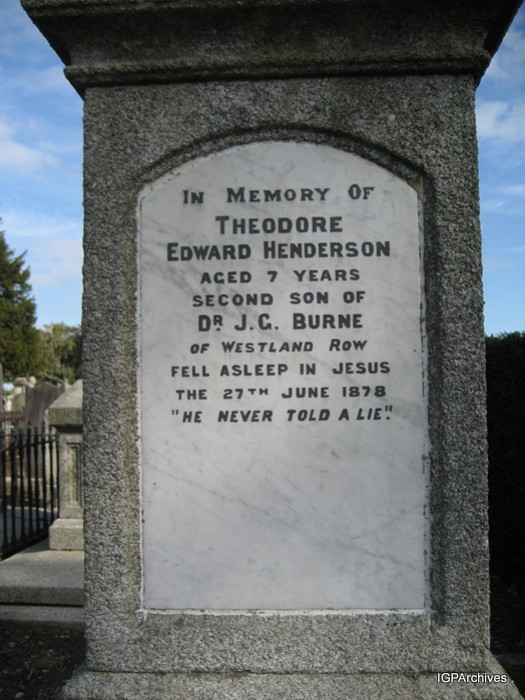 In Memory Of
Theodore
Edward Henderson
aged 7 years
second son of
Dr J.G. Burne
of Westland Row
fell asleep in Jesus
the 27th June 1878
"He never told a lie".
IGPArchives